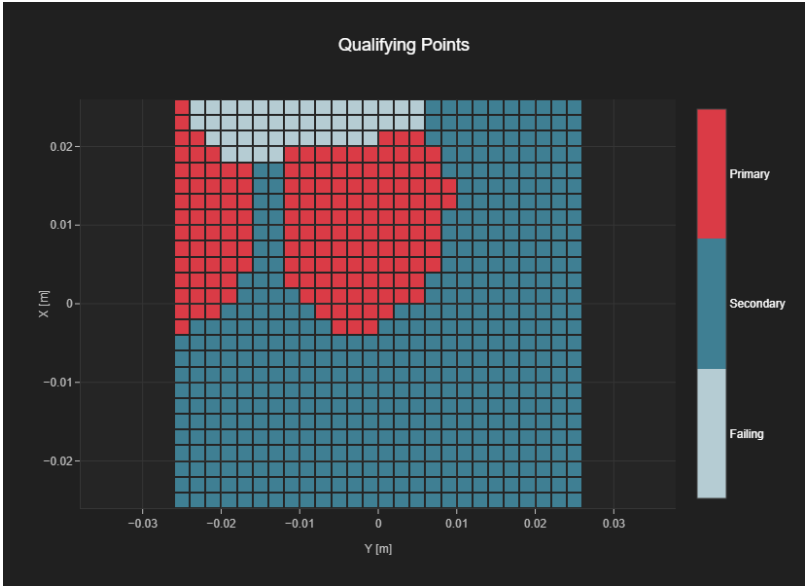 Qualifying Points
0.02
0.01
0
−0.01
−0.02
X [m]
−0.03
−0.02
−0.01
0
0.01
0.02
0.03
Y [m]
Primary
Secondary
Failing